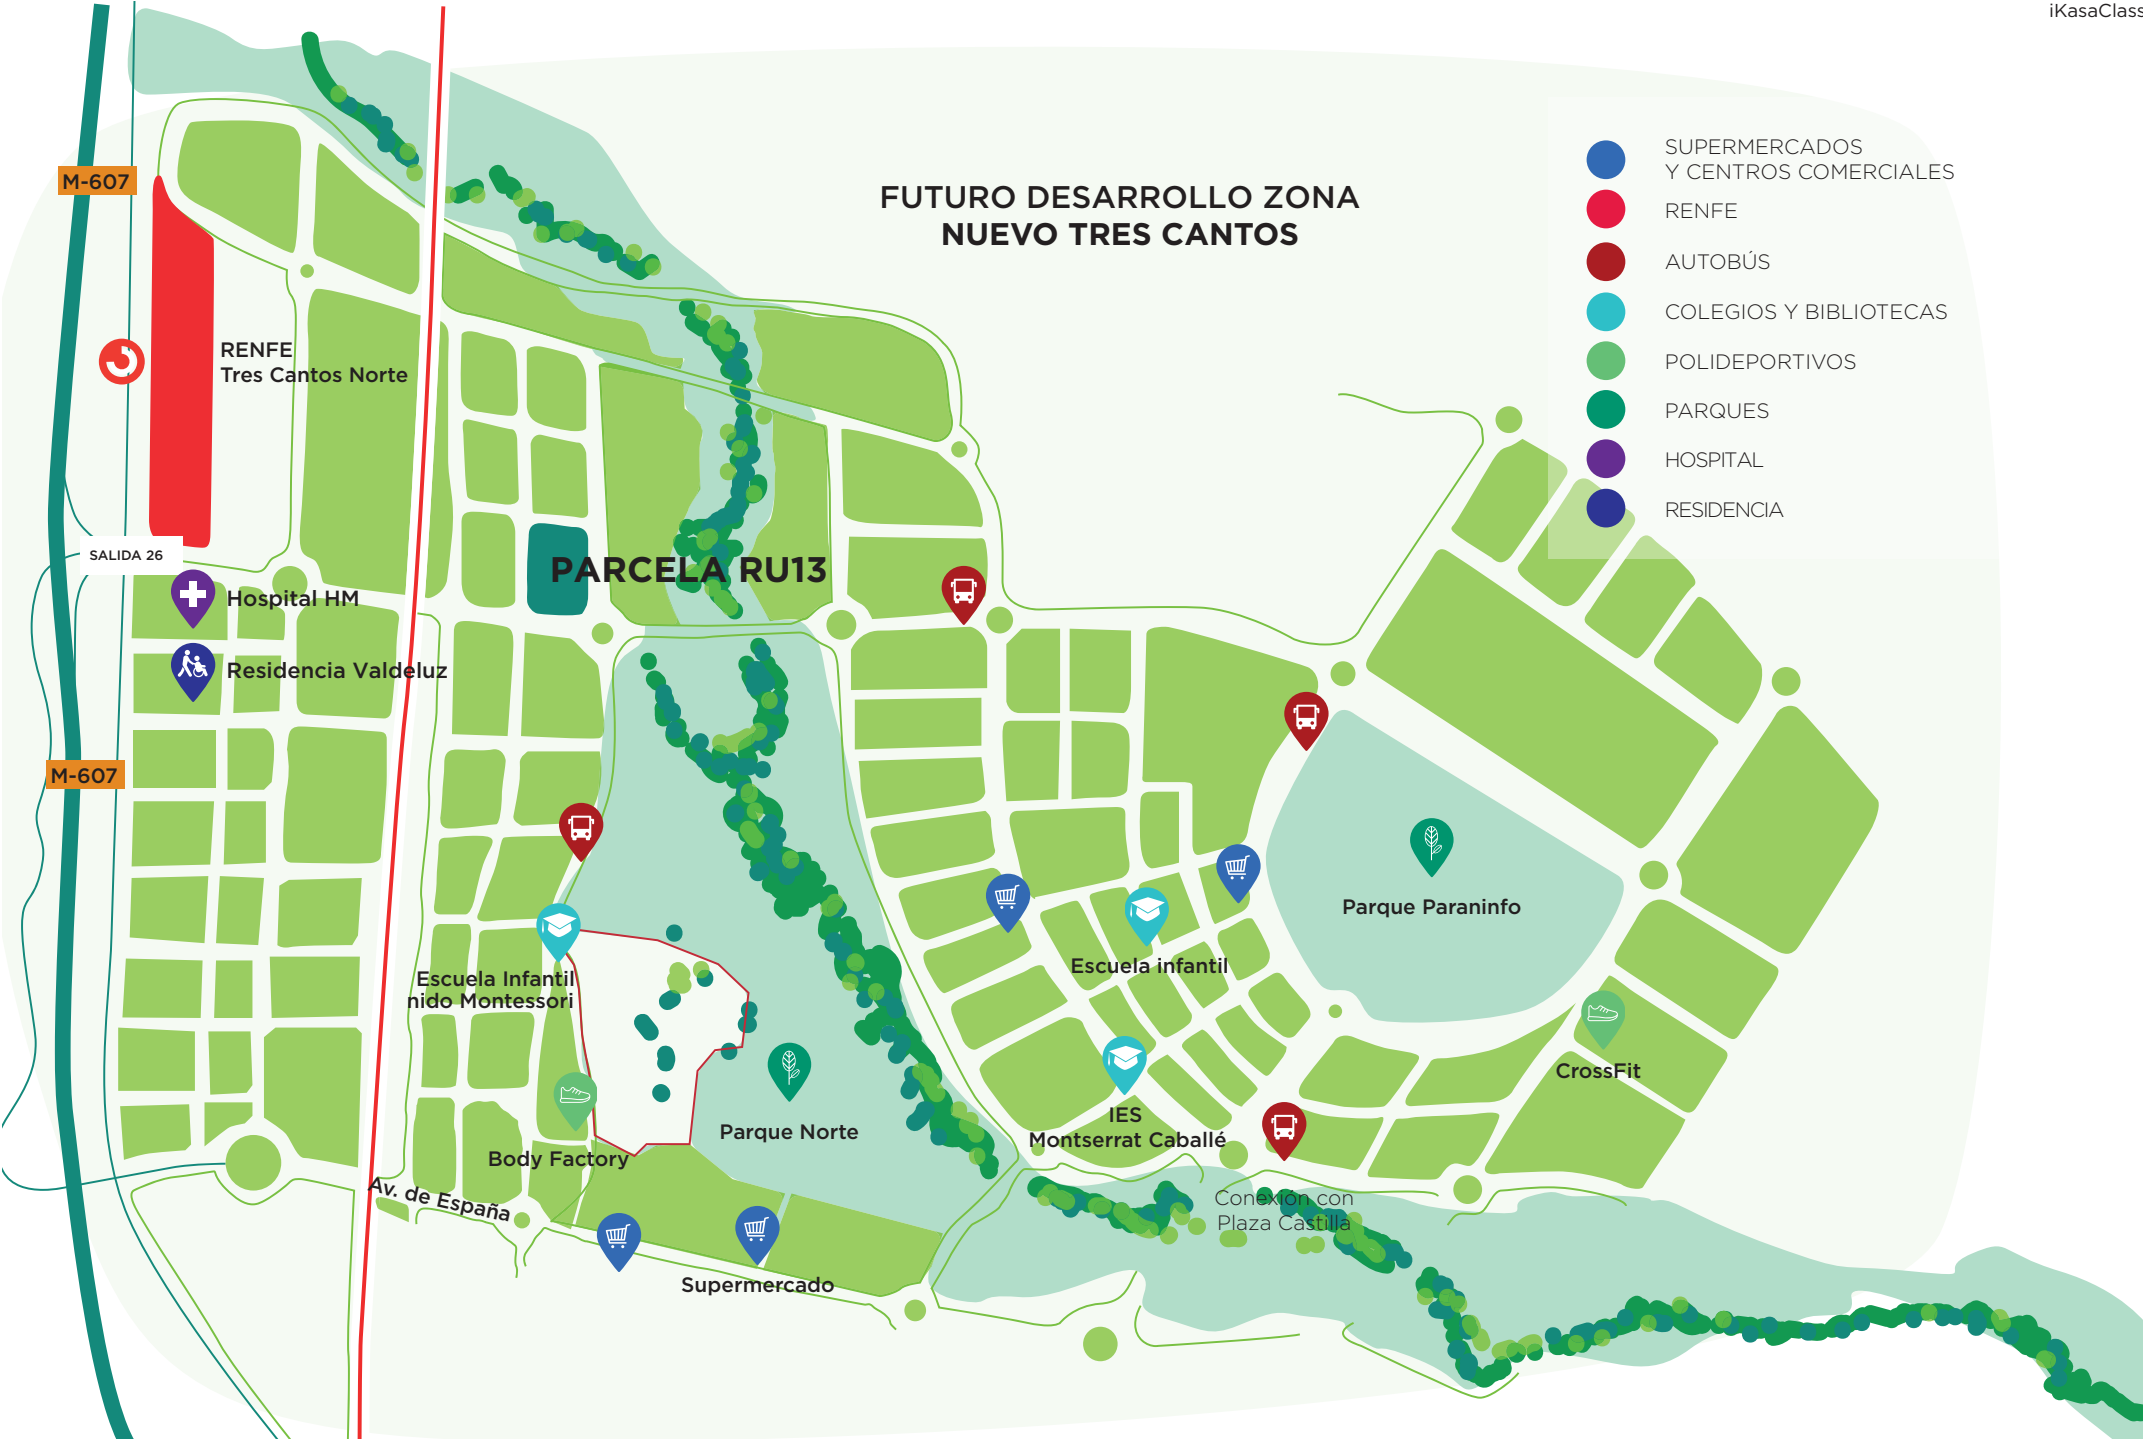 iKasaClass
M-607
FUTURO DESARROLLO ZONA
NUEVO TRES CANTOS
SUPERMERCADOS
Y CENTROS COMERCIALES
RENFE
AUTOBÚS
COLEGIOS Y BIBLIOTECAS
POLIDEPORTIVOS
PARQUES
HOSPITAL
RESIDENCIA
RENFE
Tres Cantos Norte
SALIDA 26
PARCELA RU13
Hospital HM
Residencia Valdeluz
M-607
Parque Paraninfo
Escuela Infantil
nido Montessori
Escuela infantil
CrossFit
IES
Montserrat Caballé
Parque Norte
Body Factory
Av. de España
Conexión con
Plaza Castilla
Supermercado